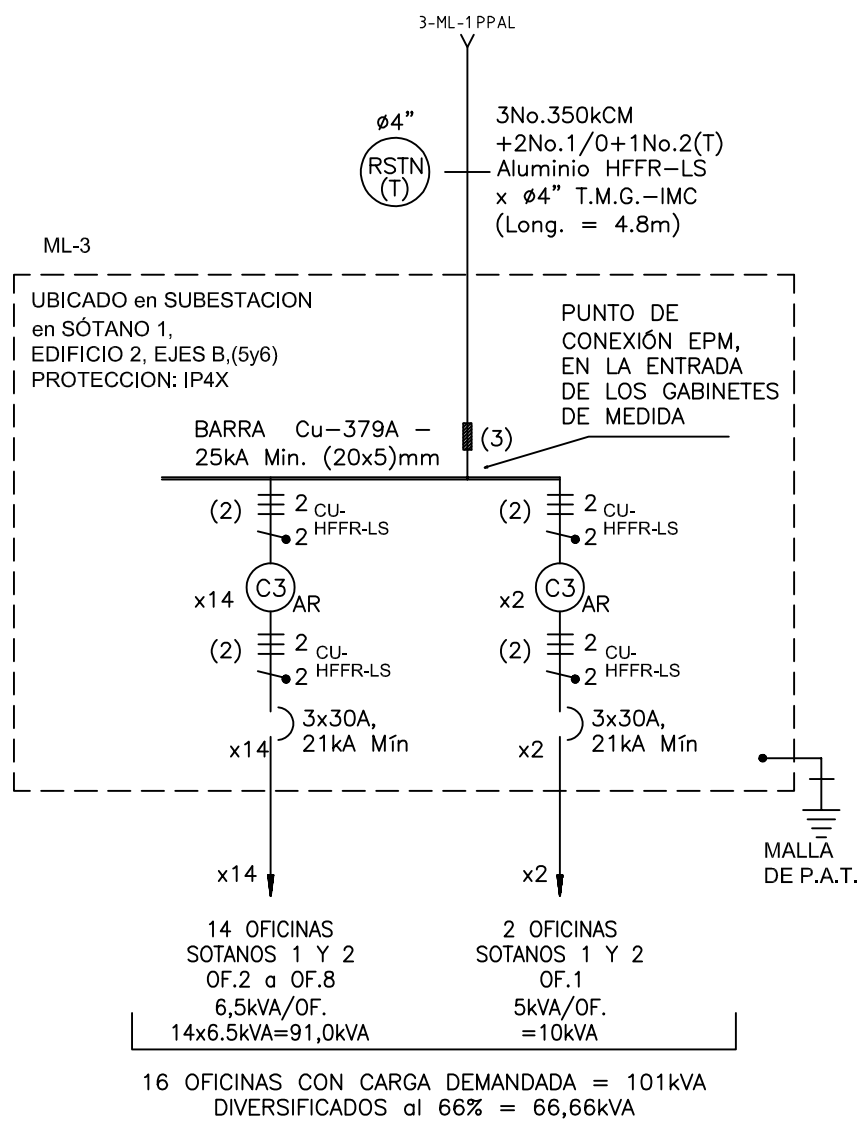 3-ML-1PPAL
ø4"
RSTN
(T)
3No.350kCM
+2No.1/0+1No.2(T)
Aluminio HFFR-LS
x ø4" T.M.G.-IMC
(Long. = 4.8m)
ML-3
UBICADO en SUBESTACION
en SÓTANO 1,
EDIFICIO 2, EJES B,(5y6)
PROTECCION: IP4X
PUNTO DE
CONEXIÓN EPM,
EN LA ENTRADA
DE LOS GABINETES
DE MEDIDA
BARRA Cu-379A -
25kA Min. (20x5)mm
(3)
(2) 2 CU-
2 HFFR-LS
(2) 2 CU-
2 HFFR-LS
x14 C3 AR
x2 C3 AR
(2) 2 CU-
2 HFFR-LS
(2) 2 CU-
2 HFFR-LS
3x30A,
21kA Mín
x14
3x30A,
21kA Mín
x2
MALLA
DE P.A.T.
x14
x2
14 OFICINAS
SOTANOS 1 Y 2
OF.2 a OF.8
6,5kVA/OF.
14x6.5kVA=91,0kVA
2 OFICINAS
SOTANOS 1 Y 2
OF.1
5kVA/OF.
=10kVA
16 OFICINAS CON CARGA DEMANDADA = 101kVA
DIVERSIFICADOS al 66% = 66,66kVA